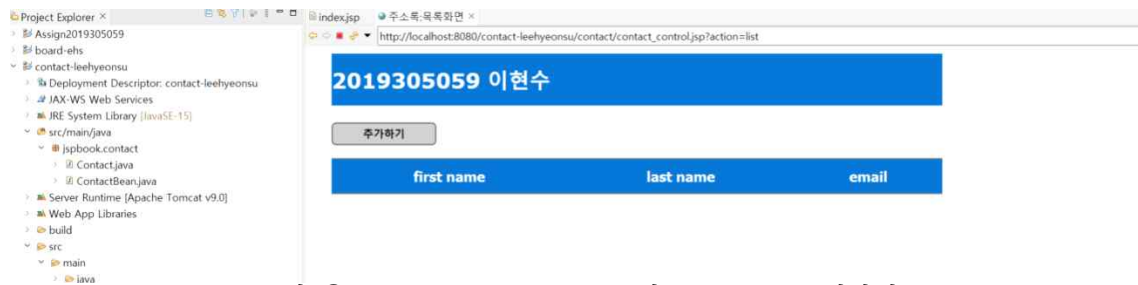 Project Explorer ×
Assign2019305059
board-ehs
contact-leehyeonsu
Deployment Descriptor: contact-leehyeonsu
JAX-WS Web Services
JRE System Library [JavaSE-15]
src/main/java
jspbook.contact
Contact.java
ContactBean.java
Server Runtime [Apache Tomcat v9.0]
Web App Libraries
build
src
main
java
index.jsp
주소록:목록화면 ×
http://localhost:8080/contact-leehyeonsu/contact/contact_control.jsp?action=list
2019305059 이현수
추가하기
first name last name email